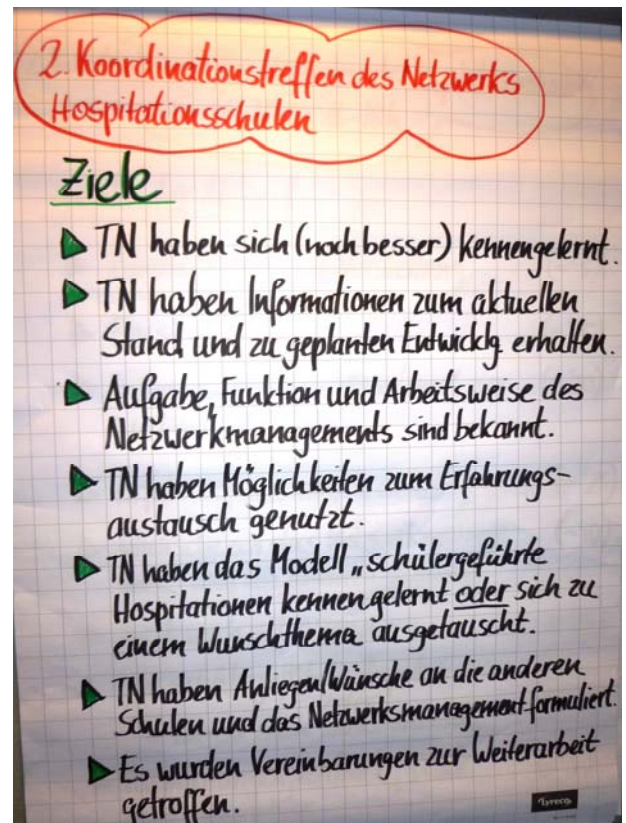 2. Koordinationstreffen des Netzwerks
Hospitationsschulen
Ziele
TN haben sich (noch besser) kennengelernt.
TN haben Informationen zum aktuellen
Stand und zu geplanten Entwicklg. erhalten.
Aufgabe, Funktion und Arbeitsweise des
Netzwerkmanagements sind bekannt.
TN haben Möglichkeiten zum Erfahrungs-
austausch genutzt.
TN haben das Modell „schülergeführte
Hospitationen kennengelernt oder sich zu
einem Wunschthema ausgetauscht.
TN haben Anliegen/Wünsche an die anderen
Schulen und das Netzwerksmanagement formuliert.
Es wurden Vereinbarungen zur Weiterarbeit
getroffen.
lyreco